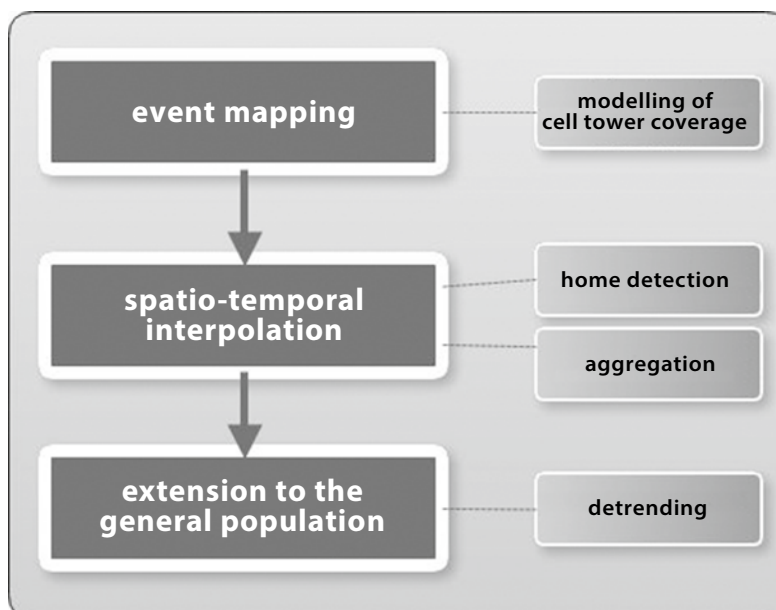 event mapping
modelling of
cell tower coverage
spatio-temporal
interpolation
home detection
aggregation
extension to the
general population
detrending